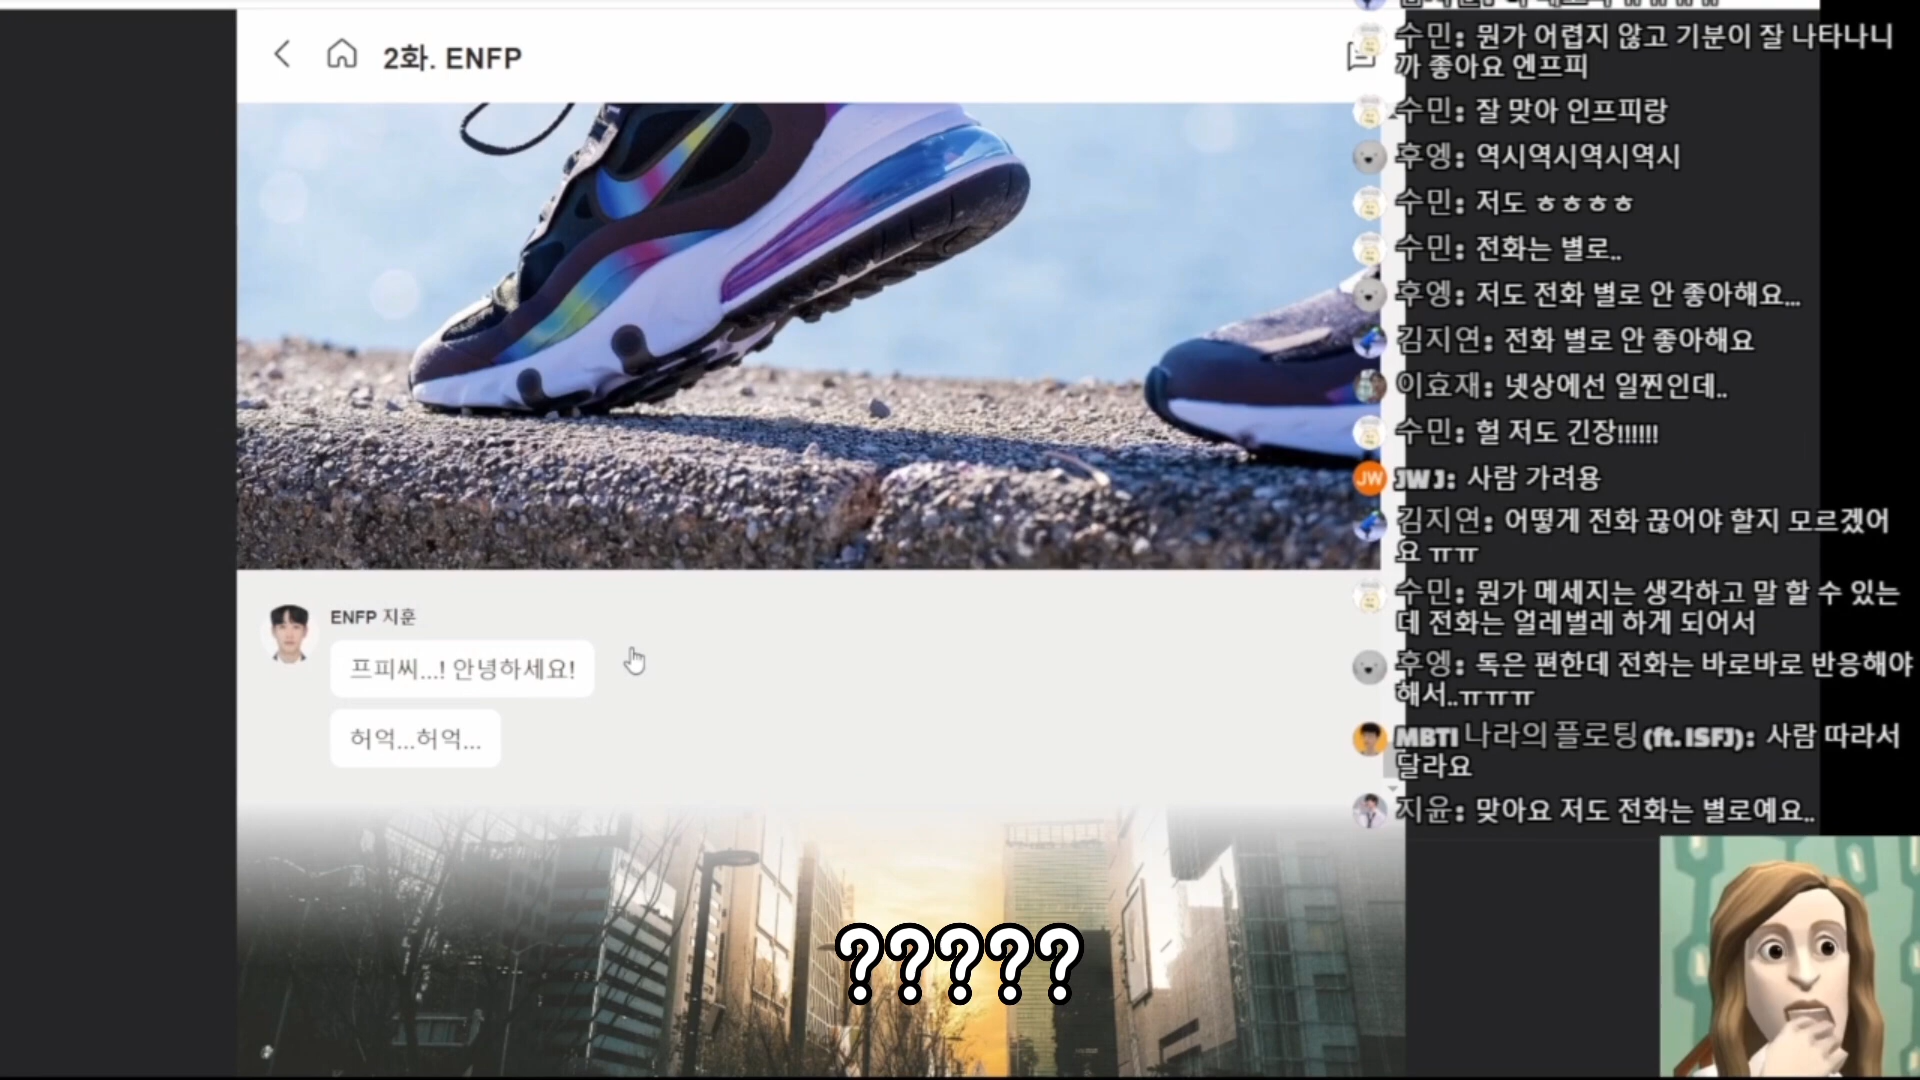 2화. ENFP
수민: 뭔가 어렵지 않고 기분이 잘 나타나니
까 좋아요 엔프피
수민: 잘 맞아 인프피랑
후엥: 역시역시역시역시
수민: 저도 ㅎㅎㅎㅎ
수민: 전화는 별로..
후엥: 저도 전화 별로 안 좋아해요...
김지연: 전화 별로 안 좋아헤요
이효재: 넷상에선 일찐인데..
수민: 헐 저도 긴장!!!!!!
JW
JW J: 사람 가려용
김지연: 어떻게 전화 끊어야 할지 모르겠어
요 ㅠㅠ
수민: 뭔가 메세지는 생각하고 말 할 수 있는
데 전화는 얼레벌레 하게 되어서
후엥: 톡은 편한데 전화는 바로바로 반응해야
해서..ㅠㅠㅠ
MBTI 나라의 플로팅 (ft. ISFJ): 사람 따라서
달라요
지윤: 맞아요 저도 전화는 별로예요..
ENFP 지훈
프피씨...! 안녕하세요!
허억...허억...
?????